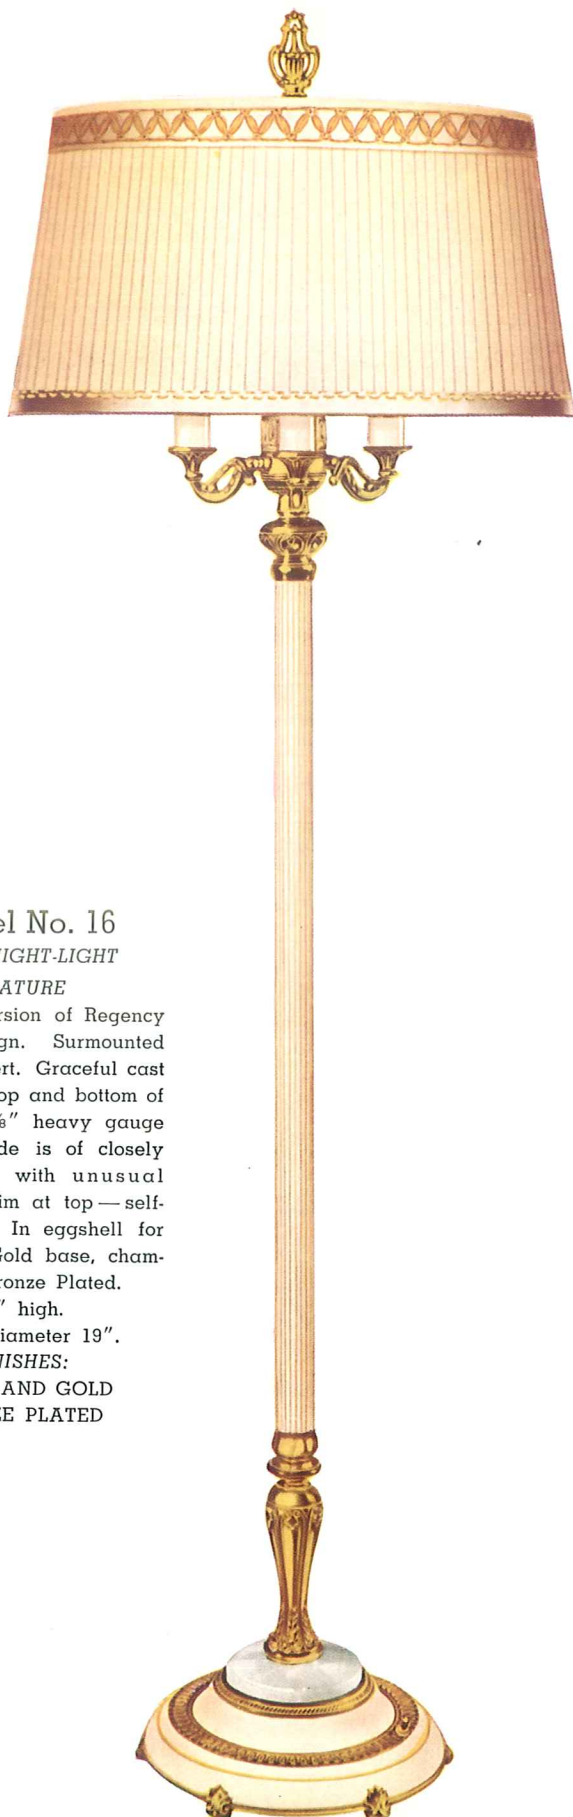 el No. 16
IGHT-LIGHT
ATURE
rsion of Regency
gn. Surmounted
rt. Graceful cast
op and bottom of
⅛" heavy gauge
de is of closely
with unusual
im at top — self-
In eggshell for
Gold base, cham-
ronze Plated.
" high.
iameter 19".
NISHES:
AND GOLD
E PLATED